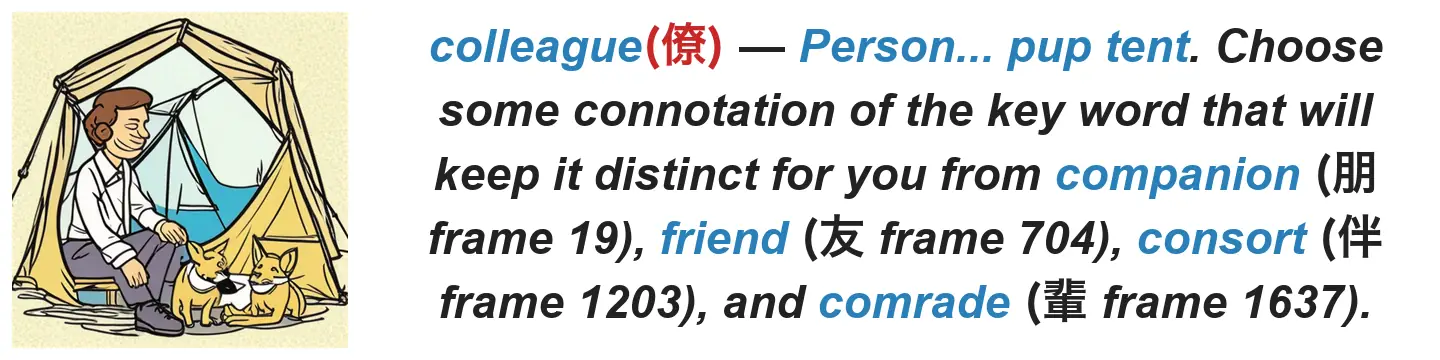 colleague(僚) — Person... pup tent. Choose
some connotation of the key word that will
keep it distinct for you from companion (朋
frame 19), friend (友 frame 704), consort (伴
frame 1203), and comrade (輩 frame 1637).